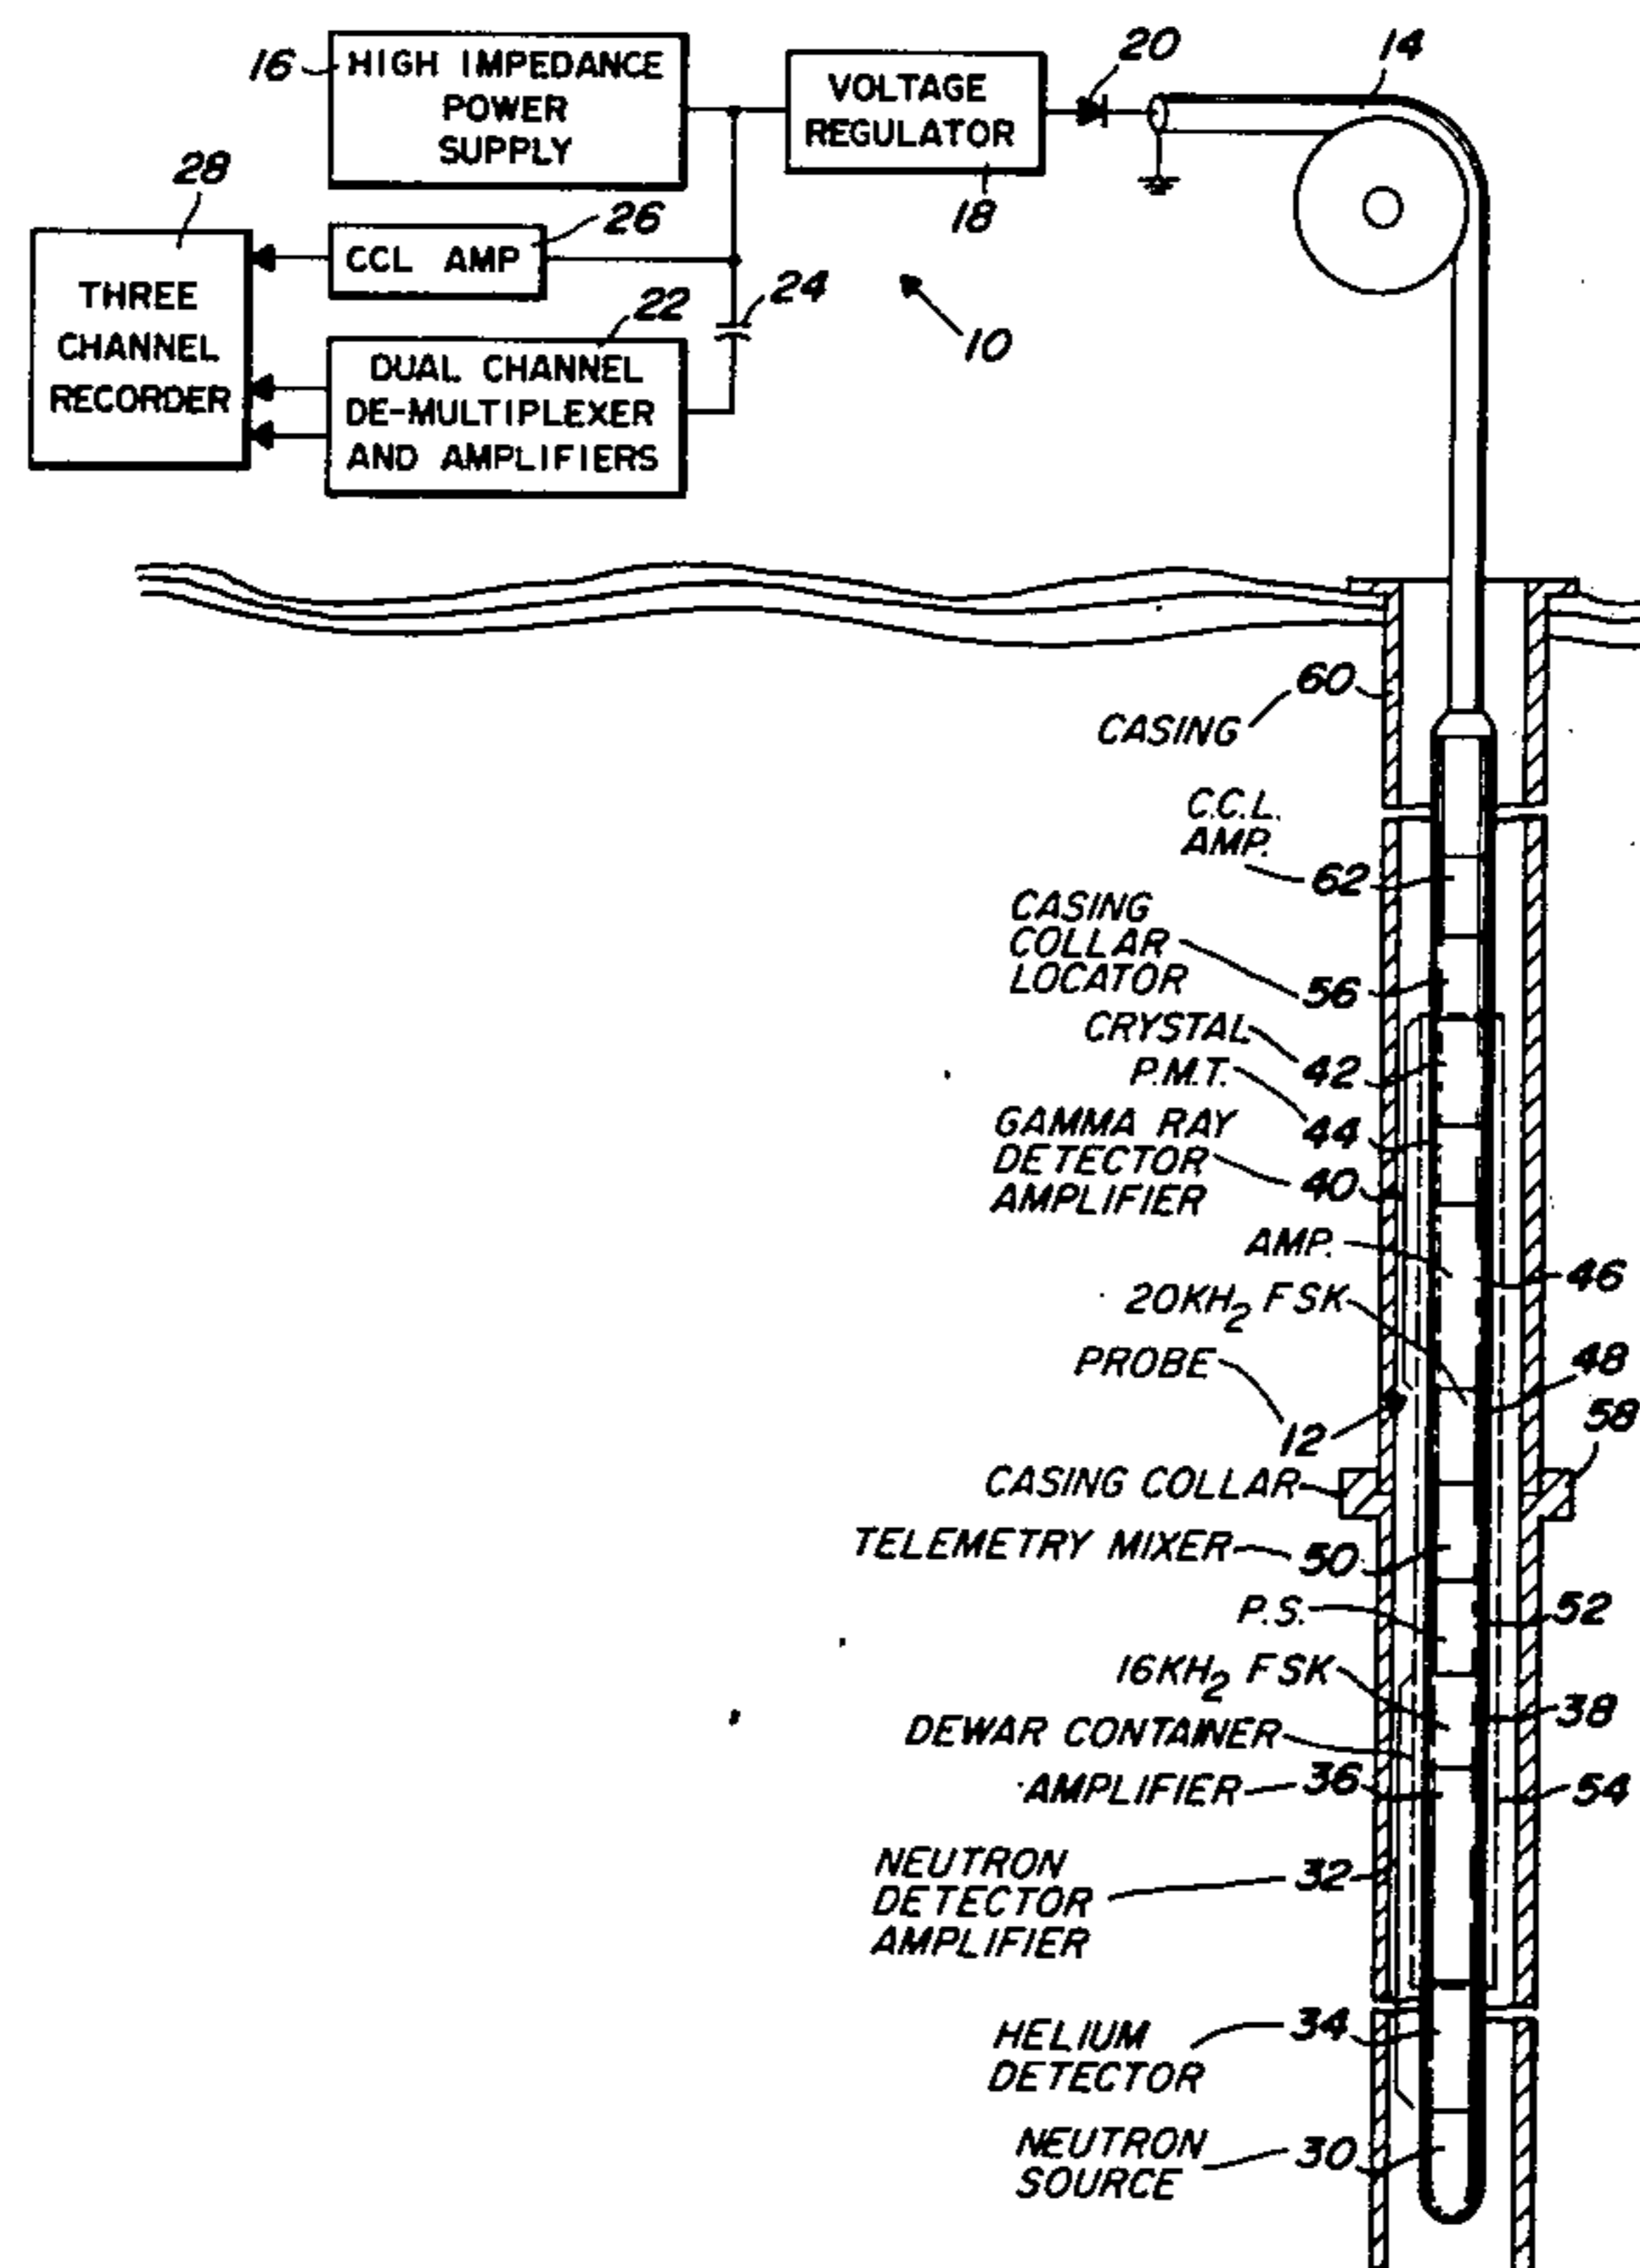 20
14
16
HIGH IMPEDANCE
POWER
SUPPLY
VOLTAGE
REGULATOR
18
28
26
CCL AMP
24
22
THREE
CHANNEL
RECORDER
DUAL CHANNEL
DE-MULTIPLEXER
AND AMPLIFIERS
10
60
CASING
C.C.L.
AMP.
62
CASING
COLLAR
LOCATOR
56
CRYSTAL
42
P.M.T.
44
GAMMA RAY
DETECTOR
AMPLIFIER
40
AMP.
46
20KH2 FSK
48
PROBE
12
58
CASING COLLAR
TELEMETRY MIXER
50
P.S.
52
16KH2 FSK
38
DEWAR CONTAINER
54
AMPLIFIER
36
NEUTRON
DETECTOR
AMPLIFIER
32
HELIUM
DETECTOR
34
NEUTRON
SOURCE
30